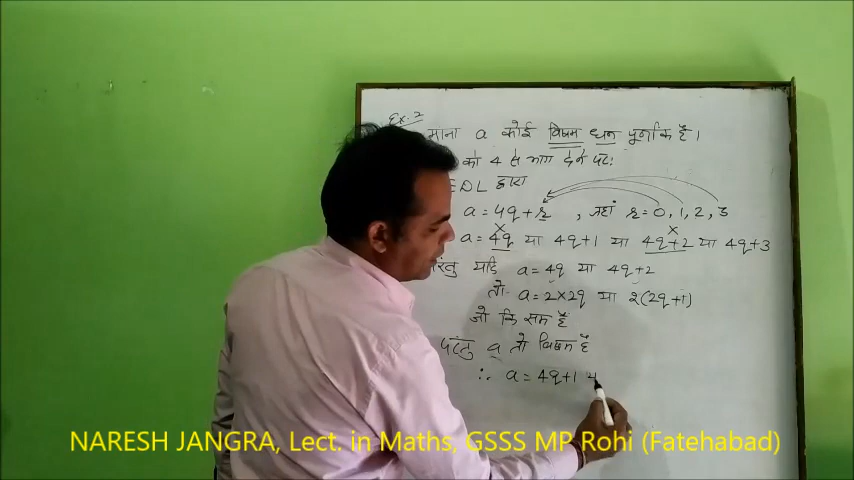 Ex. 2
माना a कोई विषम धन पूर्णांक है।
को 4 से भाग देने पर:
EDL द्वारा
a = 4q + r , जहां r = 0, 1, 2, 3
a = 4q या 4q+1 या 4q+2 या 4q+3
परंतु यदि a = 4q या 4q+2
तो a = 2×2q या 2(2q+1)
जो कि सम है
परंतु a तो विषम है
∴ a = 4q+1
NARESH JANGRA, Lect. in Maths, GSSS MP Rohi (Fatehabad)